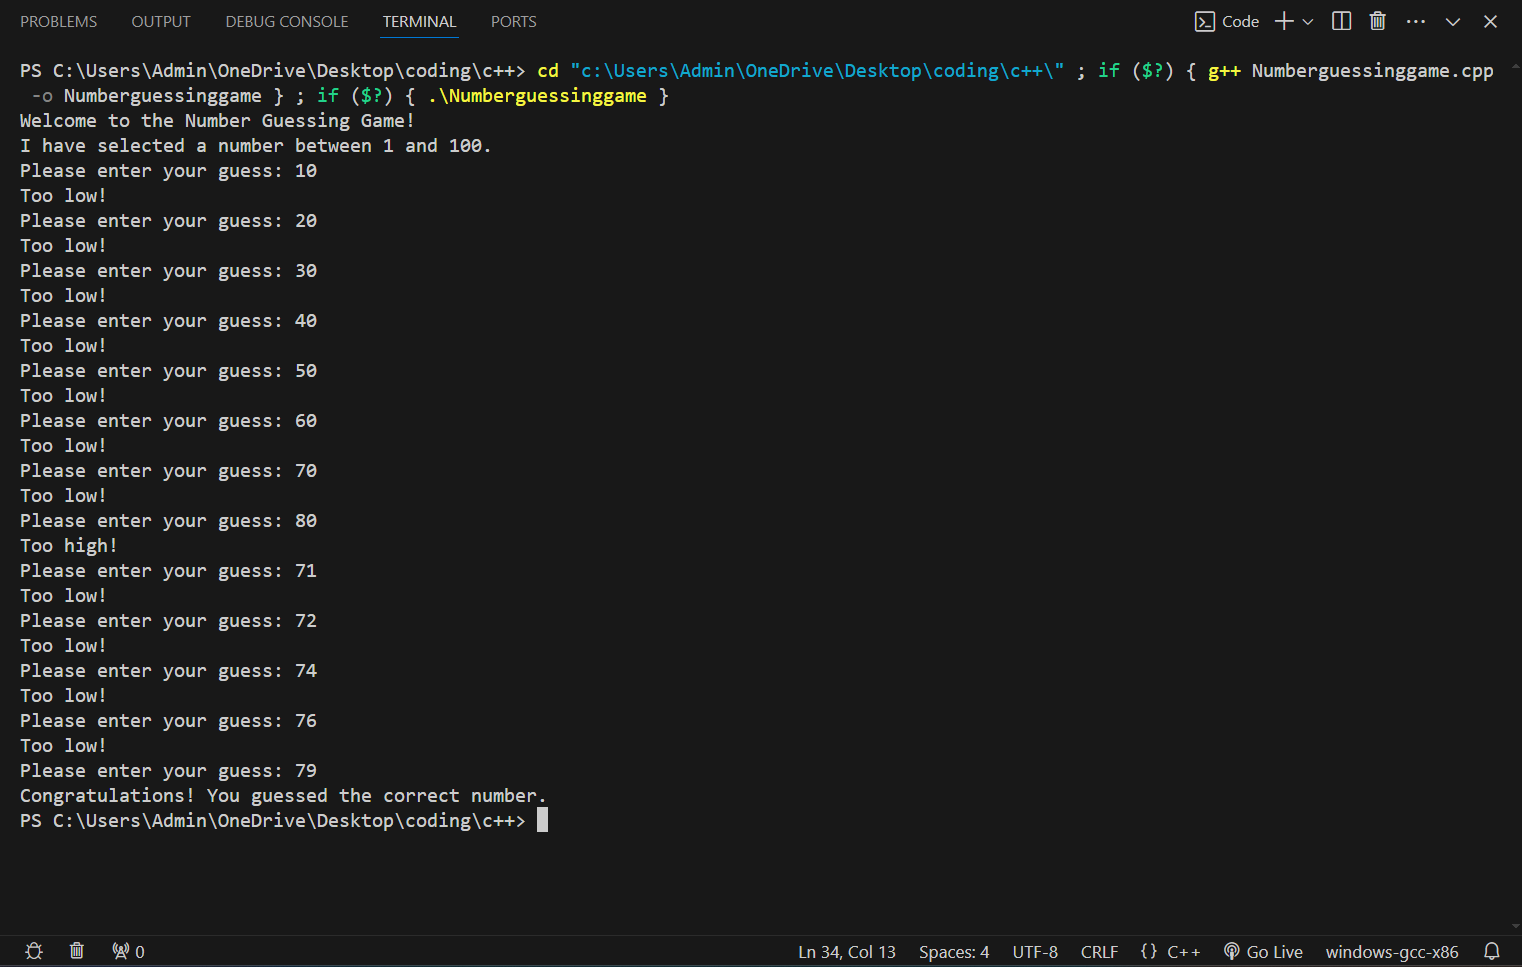 PROBLEMS OUTPUT DEBUG CONSOLE TERMINAL PORTS Code
PS C:\Users\Admin\OneDrive\Desktop\coding\c++> cd "c:\Users\Admin\OneDrive\Desktop\coding\c++\" ; if ($?) { g++ Numberguessinggame.cpp
-o Numberguessinggame } ; if ($?) { .\Numberguessinggame }
Welcome to the Number Guessing Game!
I have selected a number between 1 and 100.
Please enter your guess: 10
Too low!
Please enter your guess: 20
Too low!
Please enter your guess: 30
Too low!
Please enter your guess: 40
Too low!
Please enter your guess: 50
Too low!
Please enter your guess: 60
Too low!
Please enter your guess: 70
Too low!
Please enter your guess: 80
Too high!
Please enter your guess: 71
Too low!
Please enter your guess: 72
Too low!
Please enter your guess: 74
Too low!
Please enter your guess: 76
Too low!
Please enter your guess: 79
Congratulations! You guessed the correct number.
PS C:\Users\Admin\OneDrive\Desktop\coding\c++>
0 Ln 34, Col 13 Spaces: 4 UTF-8 CRLF {} C++ Go Live windows-gcc-x86